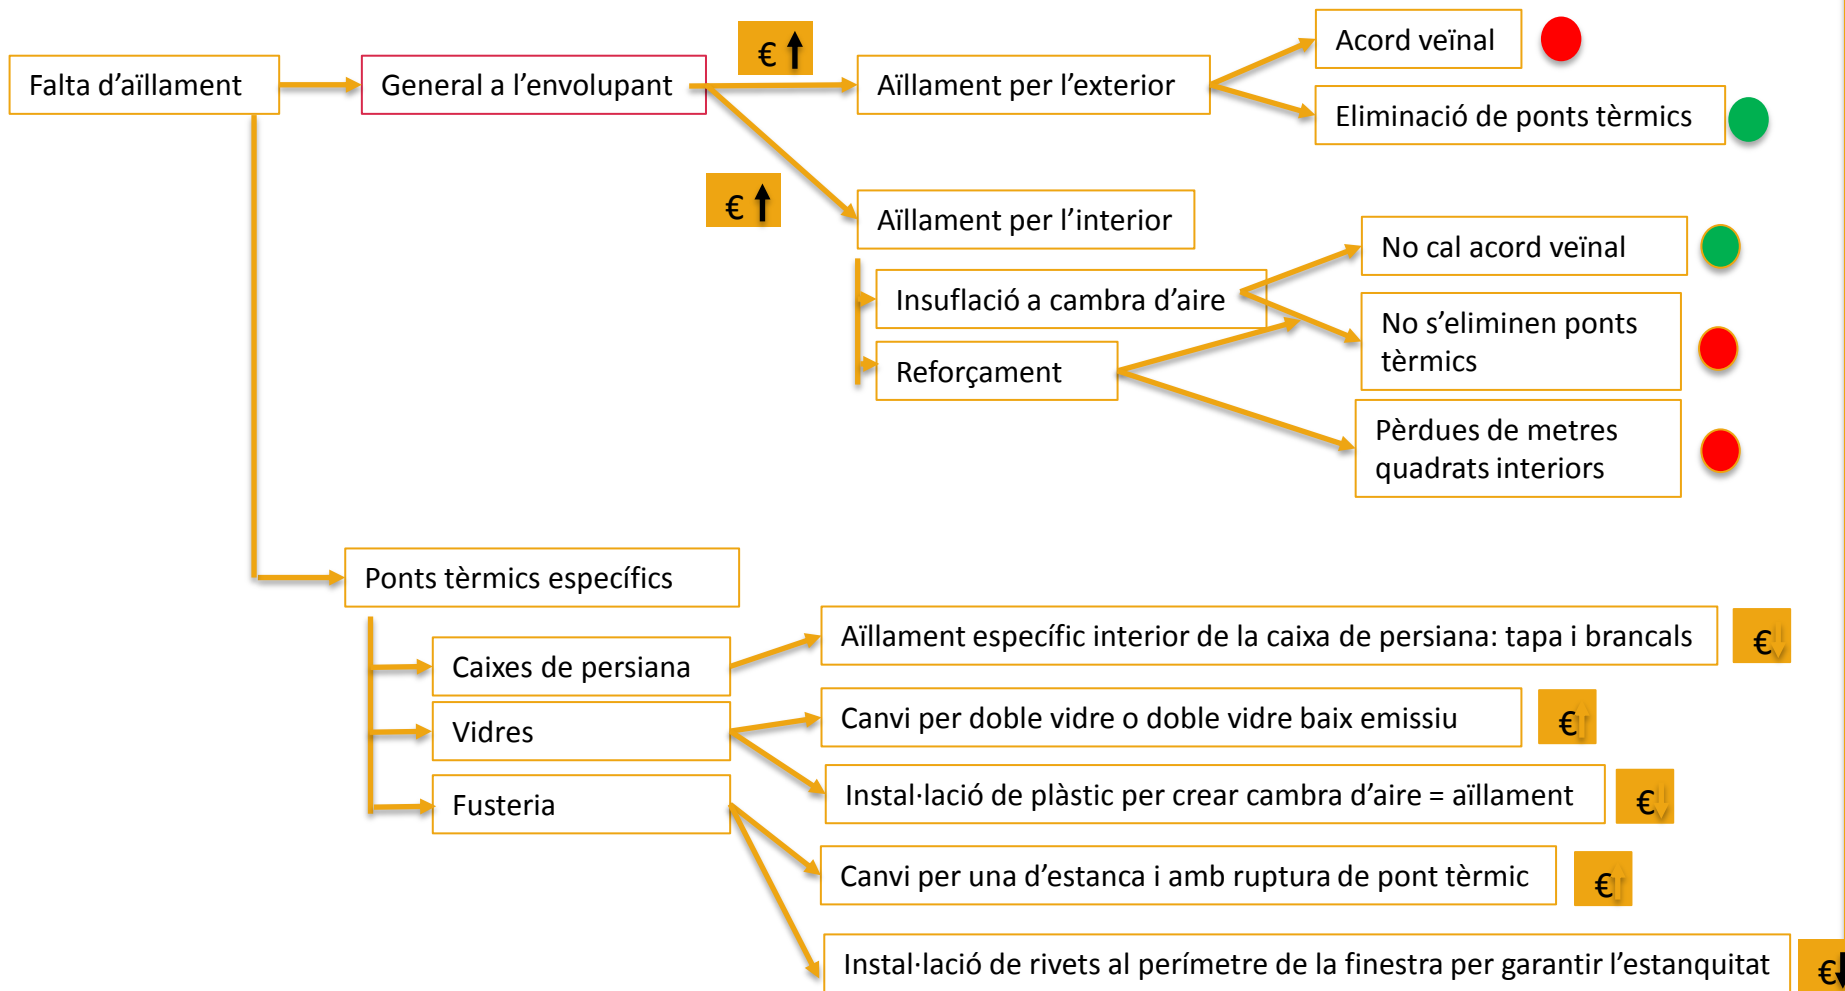 Falta d’aïllament
General a l’envolupant
€
Aïllament per l’exterior
Acord veïnal
Eliminació de ponts tèrmics
€
Aïllament per l’interior
Insuflació a cambra d’aire
Reforçament
No cal acord veïnal
No s’eliminen ponts
tèrmics
Pèrdues de metres
quadrats interiors
Ponts tèrmics específics
Caixes de persiana
Aïllament específic interior de la caixa de persiana: tapa i brancals
€
Vidres
Canvi per doble vidre o doble vidre baix emissiu
€
Instal·lació de plàstic per crear cambra d’aire = aïllament
€
Fusteria
Canvi per una d’estanca i amb ruptura de pont tèrmic
€
Instal·lació de rivets al perímetre de la finestra per garantir l’estanquitat
€